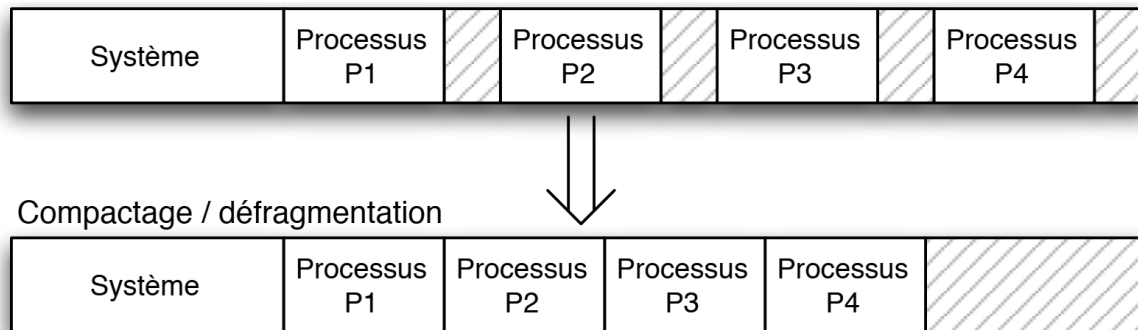 Système
Processus
P1
Processus
P2
Processus
P3
Processus
P4
Compactage / défragmentation
Système
Processus
P1
Processus
P2
Processus
P3
Processus
P4